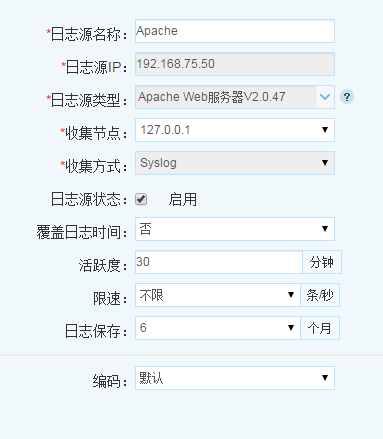 *日志源名称： Apache
*日志源IP： 192.168.75.50
*日志源类型： Apache Web服务器V2.0.47 ?
*收集节点： 127.0.0.1
*收集方式： Syslog
日志源状态： 启用
覆盖日志时间： 否
活跃度： 30 分钟
限速： 不限 条/秒
日志保存： 6 个月
编码： 默认